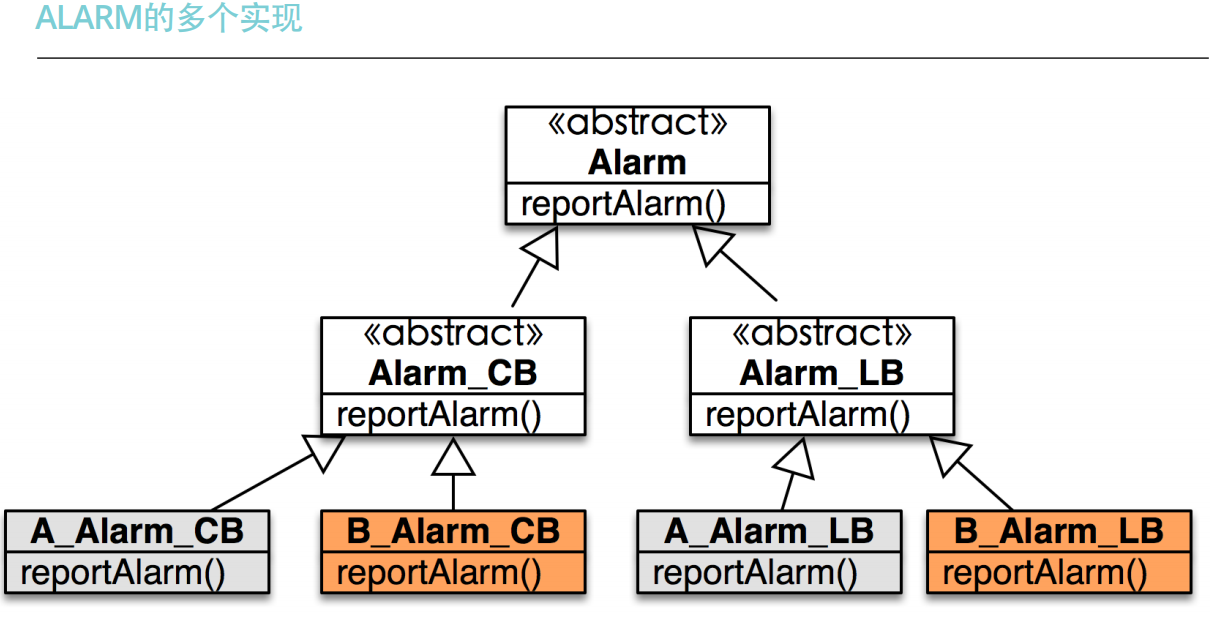 ALARM的多个实现
«abstract»
Alarm
reportAlarm()
«abstract»
Alarm_CB
reportAlarm()
«abstract»
Alarm_LB
reportAlarm()
A_Alarm_CB
reportAlarm()
B_Alarm_CB
reportAlarm()
A_Alarm_LB
reportAlarm()
B_Alarm_LB
reportAlarm()